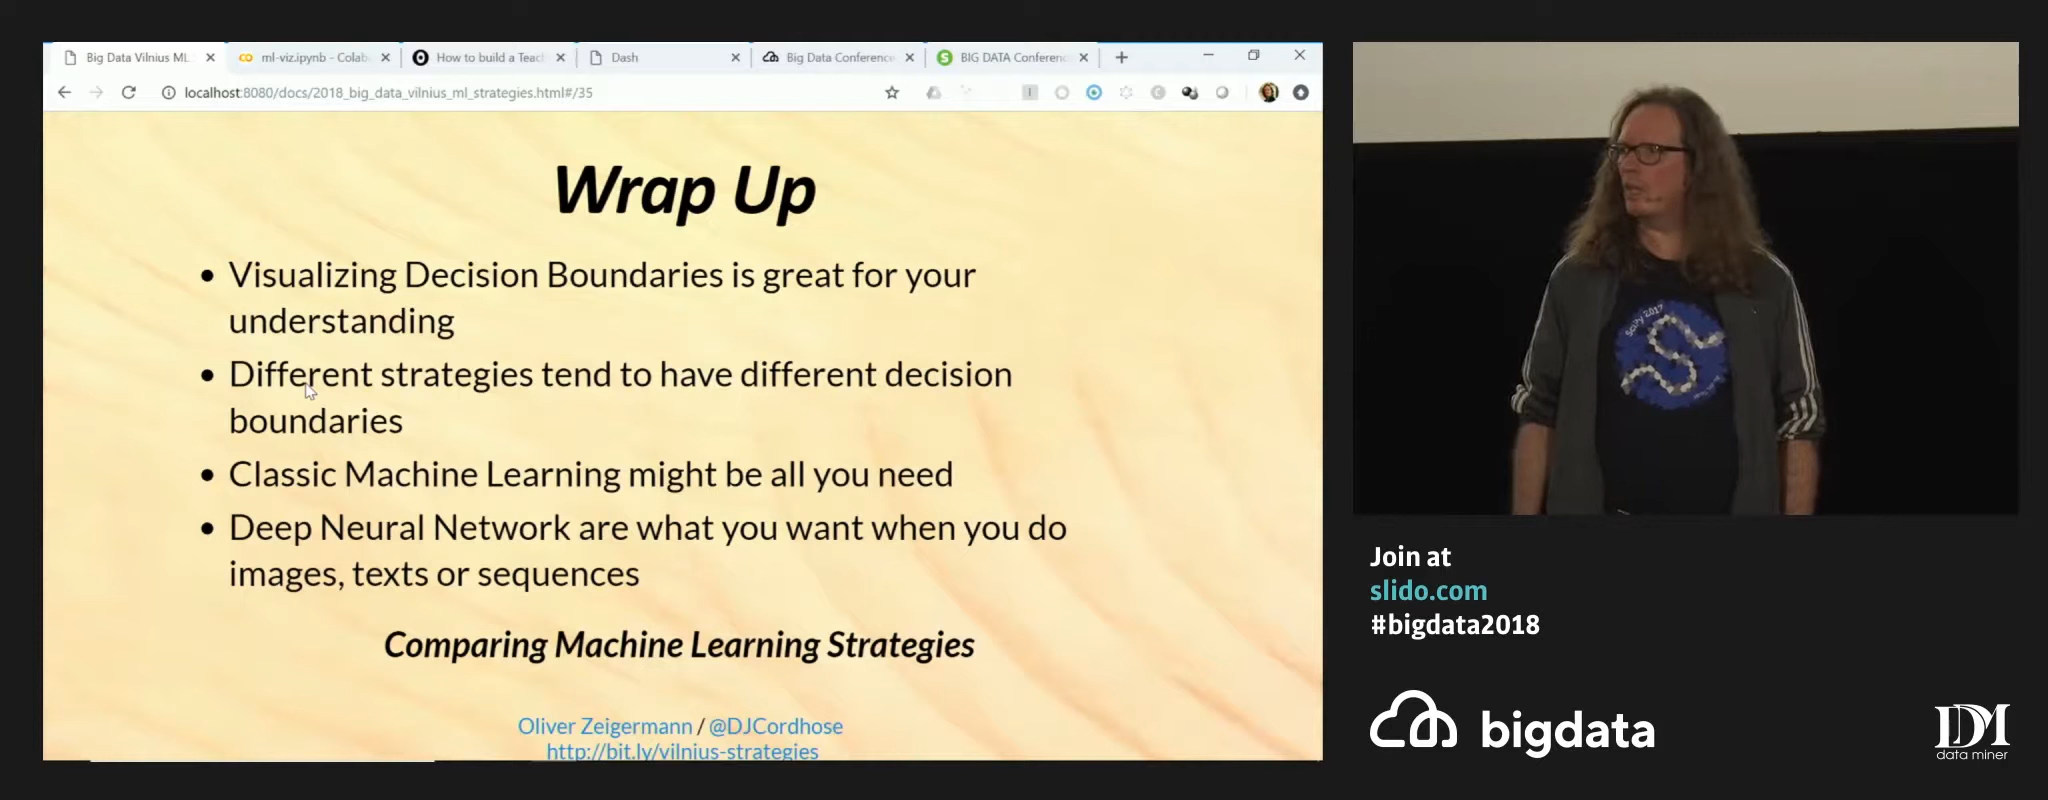 Big Data Vilnius ML
ml-viz.ipynb - Colab
How to build a Teac
Dash
Big Data Conference
BIG DATA Conferenc
localhost:8080/docs/2018_big_data_vilnius_ml_strategies.html#/35
Wrap Up
• Visualizing Decision Boundaries is great for your
understanding
• Different strategies tend to have different decision
boundaries
• Classic Machine Learning might be all you need
• Deep Neural Network are what you want when you do
images, texts or sequences
Comparing Machine Learning Strategies
Oliver Zeigermann / @DJCordhose
http://bit.ly/vilnius-strategies
SciPy 2017
Join at
slido.com
#bigdata2018
bigdata
DM
data miner